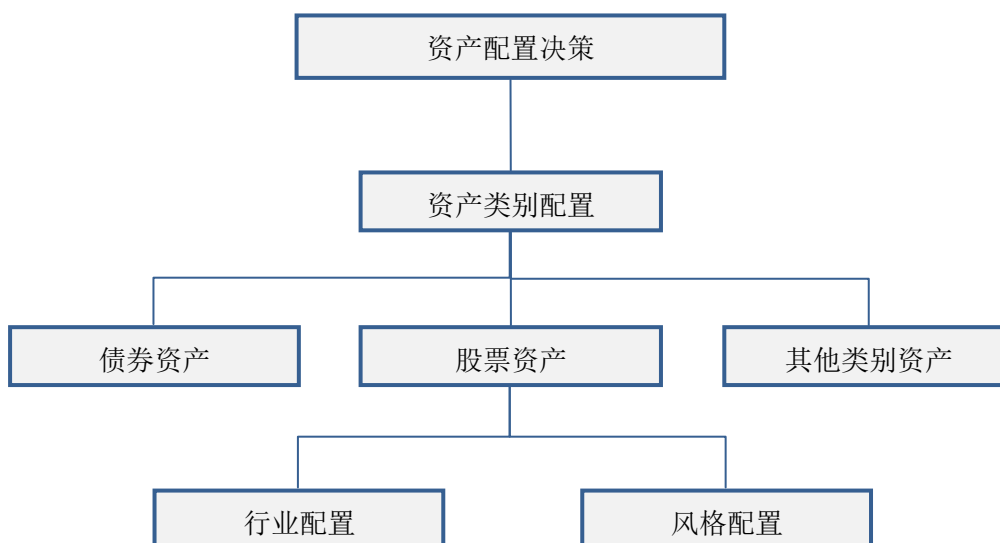 资产配置决策
资产类别配置
债券资产
股票资产
其他类别资产
行业配置
风格配置